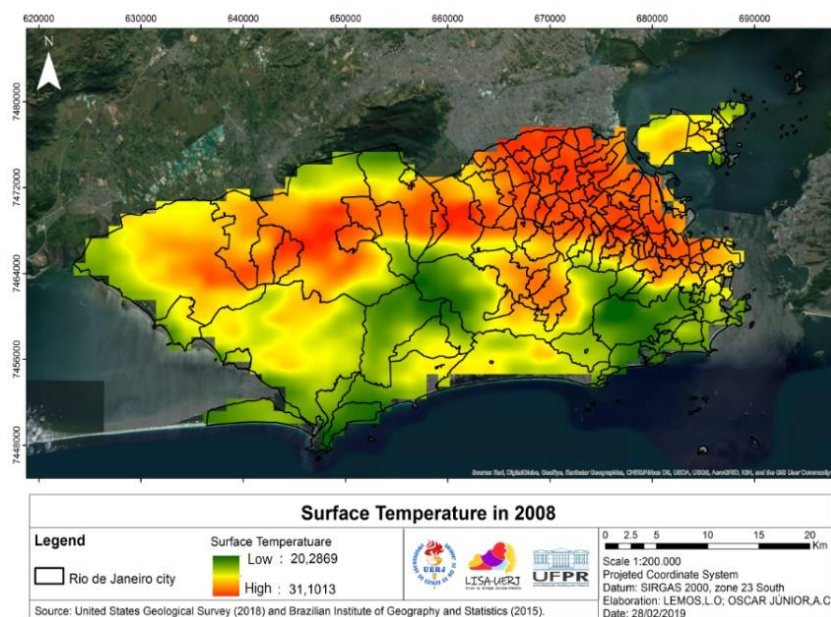 620000 630000 640000 650000 660000 670000 680000 690000
N
7480000
7472000
7464000
7456000
7448000
Surface Temperature in 2008
Legend
Rio de Janeiro city
Surface Temperatuare
Low : 20,2869
High : 31,1013
UERJ
LISA-UERJ
UFPR
0 2.5 5 10 15 20
Km
Scale 1:200.000
Projeted Coordinate System
Datum: SIRGAS 2000, zone 23 South
Elaboration: LEMOS,L.O; OSCAR JÚNIOR,A.C
Date: 28/02/2019
Source: United States Geological Survey (2018) and Brazilian Institute of Geography and Statistics (2015).